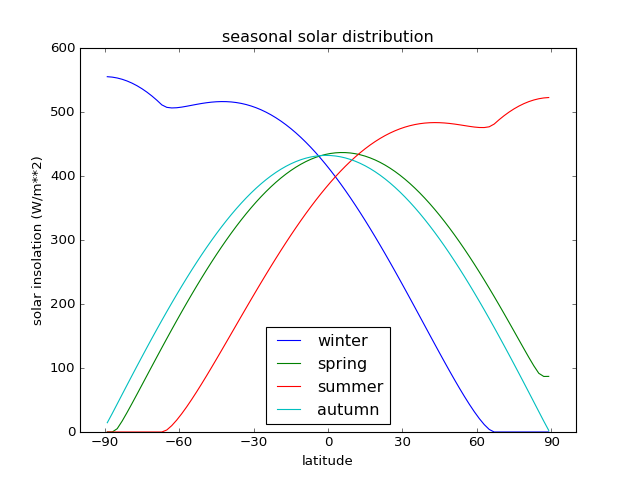 seasonal solar distribution
600
500
400
300
200
100
0
solar insolation (W/m**2)
winter
spring
summer
autumn
−90 −60 −30 0 30 60 90
latitude